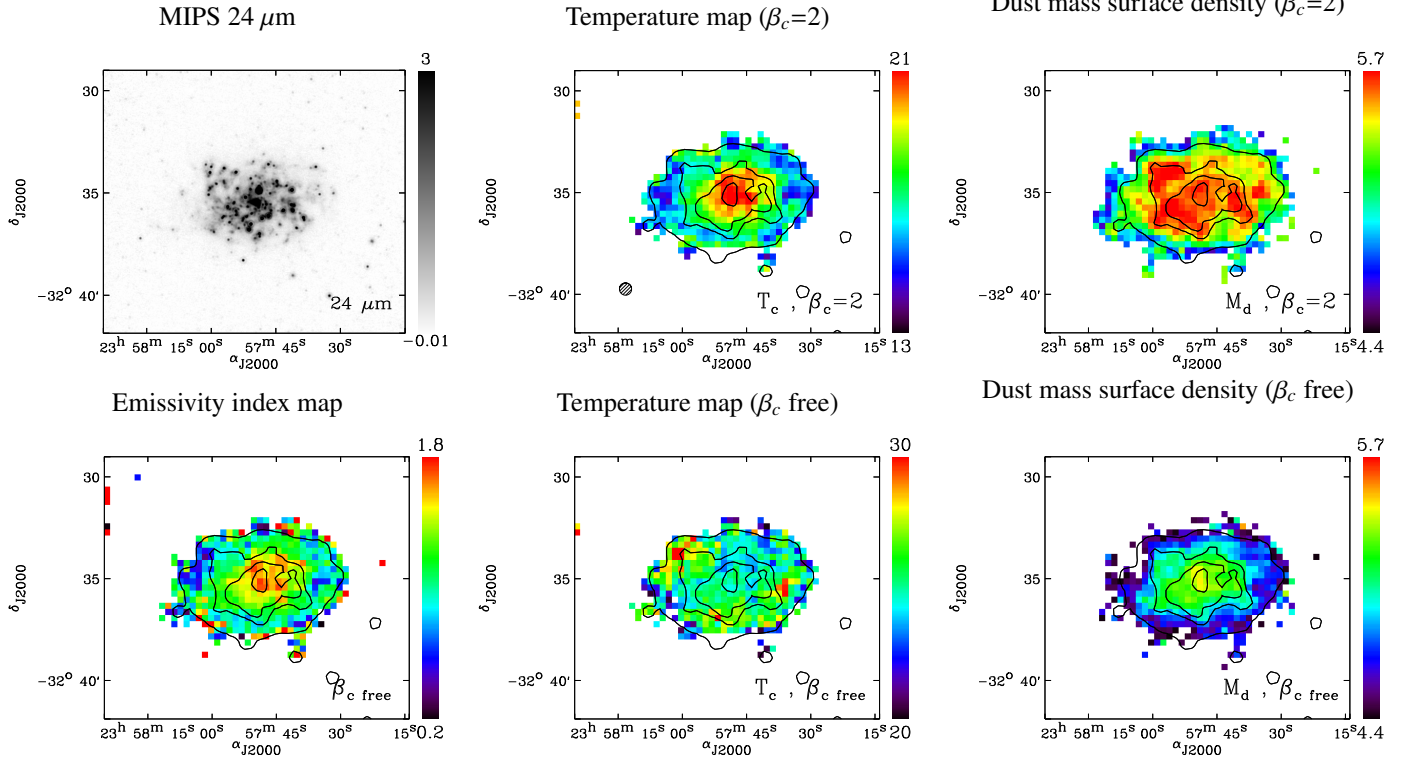 MIPS 24 μm
Temperature map (βc=2)
Dust mass surface density (βc=2)
3
30
35
−32° 40′
δJ2000
24 μm
−0.01
23h 58m 15s 00s 57m 45s 30s
αJ2000
21
30
35
−32° 40′
δJ2000
Tc , βc=2
13
23h 58m 15s 00s 57m 45s 30s 15s
αJ2000
5.7
30
35
−32° 40′
δJ2000
Md , βc=2
4.4
23h 58m 15s 00s 57m 45s 30s 15s
αJ2000
Emissivity index map
Temperature map (βc free)
Dust mass surface density (βc free)
1.8
30
35
−32° 40′
δJ2000
βc free
0.2
23h 58m 15s 00s 57m 45s 30s 15s
αJ2000
30
30
35
−32° 40′
δJ2000
Tc , βc free
20
23h 58m 15s 00s 57m 45s 30s 15s
αJ2000
5.7
30
35
−32° 40′
δJ2000
Md , βc free
4.4
23h 58m 15s 00s 57m 45s 30s 15s
αJ2000